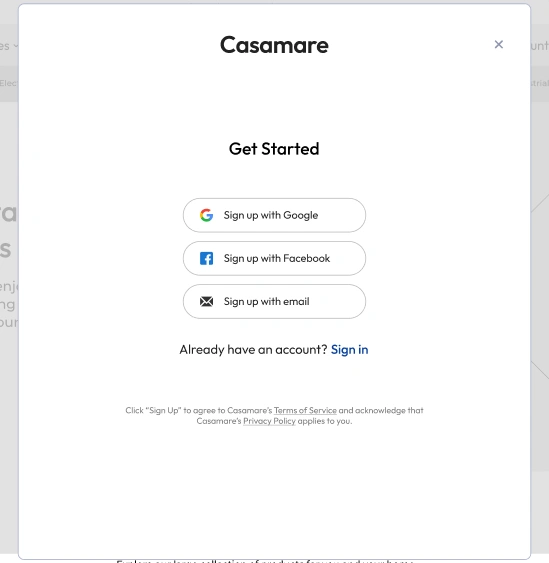 Casamare
Get Started
Sign up with Google
Sign up with Facebook
Sign up with email
Already have an account? Sign in
Click “Sign Up” to agree to Casamare's Terms of Service and acknowledge that
Casamare's Privacy Policy applies to you.